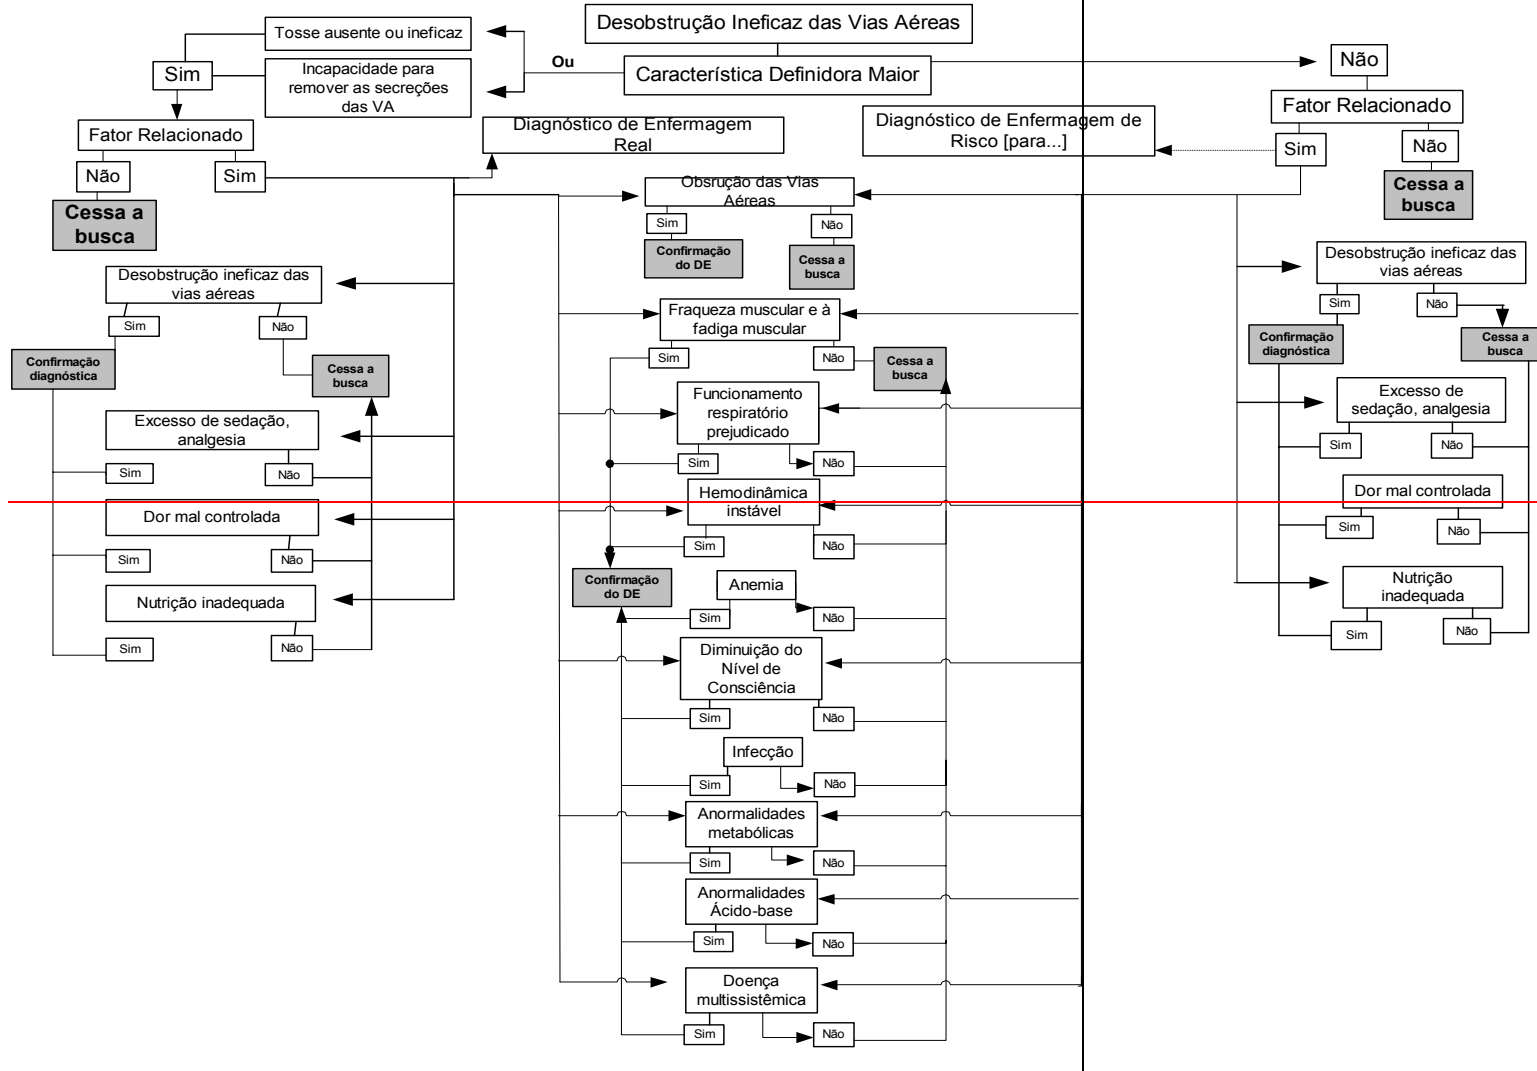 Desobstrução Ineficaz das Vias Aéreas
Tosse ausente ou ineficaz
Ou
Característica Definidora Maior
Não
Sim
Incapacidade para
remover as secreções
das VA
Fator Relacionado
Diagnóstico de Enfermagem
Real
Diagnóstico de Enfermagem de
Risco [para...]
Fator Relacionado
Não
Sim
Sim
Não
Cessa a
busca
Cessa a
busca
Obsrução das Vias
Aéreas
Sim
Não
Confirmação
do DE
Cessa a
busca
Desobstrução ineficaz das
vias aéreas
Sim
Não
Confirmação
diagnóstica
Cessa a
busca
Excesso de sedação,
analgesia
Sim
Não
Dor mal controlada
Sim
Não
Nutrição inadequada
Sim
Não
Fraqueza muscular e à
fadiga muscular
Sim
Não
Cessa a
busca
Funcionamento
respiratório
prejudicado
Sim
Não
Hemodinâmica
instável
Sim
Não
Confirmação
do DE
Anemia
Sim
Não
Diminuição do
Nível de
Consciência
Sim
Não
Infecção
Sim
Não
Anormalidades
metabólicas
Sim
Não
Anormalidades
Ácido-base
Sim
Não
Doença
multissistêmica
Sim
Não
Desobstrução ineficaz das
vias aéreas
Sim
Não
Confirmação
diagnóstica
Cessa a
busca
Excesso de
sedação, analgesia
Sim
Não
Dor mal controlada
Sim
Não
Nutrição
inadequada
Sim
Não